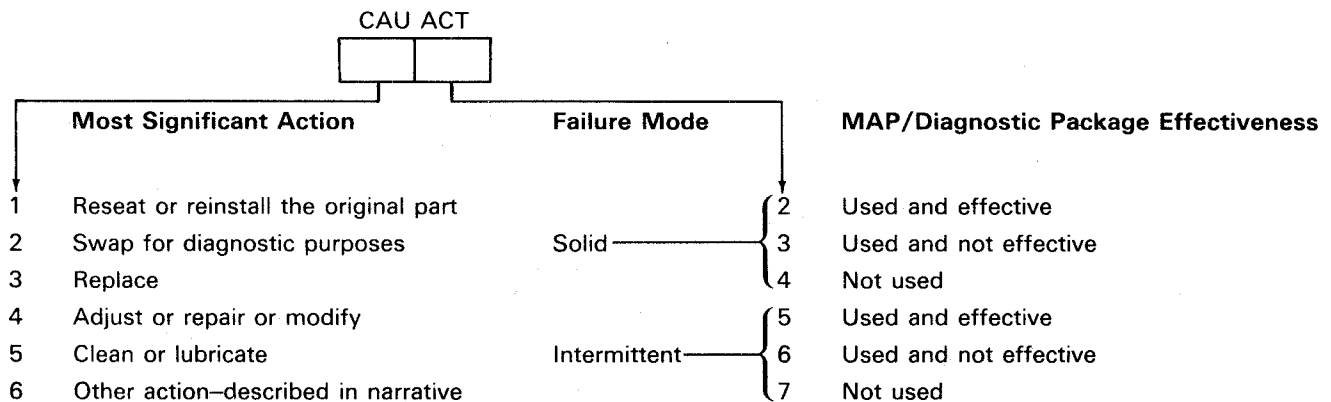 CAU ACT
Most Significant Action Failure Mode MAP/Diagnostic Package Effectiveness
1 Reseat or reinstall the original part 2 Used and effective
2 Swap for diagnostic purposes Solid 3 Used and not effective
3 Replace 4 Not used
4 Adjust or repair or modify 5 Used and effective
5 Clean or lubricate Intermittent 6 Used and not effective
6 Other action–described in narrative 7 Not used